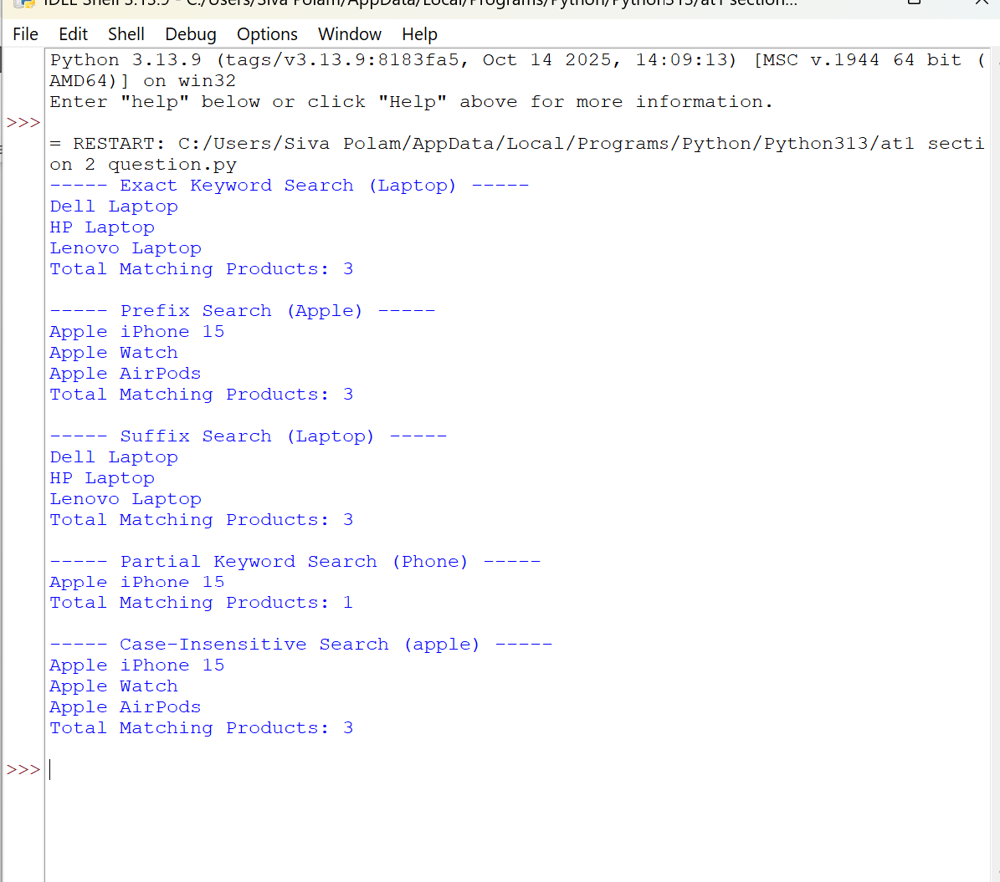 IDLE Shell 3.13.9 - C:/Users/Siva Polam/AppData/Local/Programs/Python/Python313/at1 section...
File Edit Shell Debug Options Window Help
Python 3.13.9 (tags/v3.13.9:8183fa5, Oct 14 2025, 14:09:13) [MSC v.1944 64 bit (
AMD64)] on win32
Enter "help" below or click "Help" above for more information.
>>>
= RESTART: C:/Users/Siva Polam/AppData/Local/Programs/Python/Python313/at1 secti
on 2 question.py
----- Exact Keyword Search (Laptop) -----
Dell Laptop
HP Laptop
Lenovo Laptop
Total Matching Products: 3
----- Prefix Search (Apple) -----
Apple iPhone 15
Apple Watch
Apple AirPods
Total Matching Products: 3
----- Suffix Search (Laptop) -----
Dell Laptop
HP Laptop
Lenovo Laptop
Total Matching Products: 3
----- Partial Keyword Search (Phone) -----
Apple iPhone 15
Total Matching Products: 1
----- Case-Insensitive Search (apple) -----
Apple iPhone 15
Apple Watch
Apple AirPods
Total Matching Products: 3
>>>